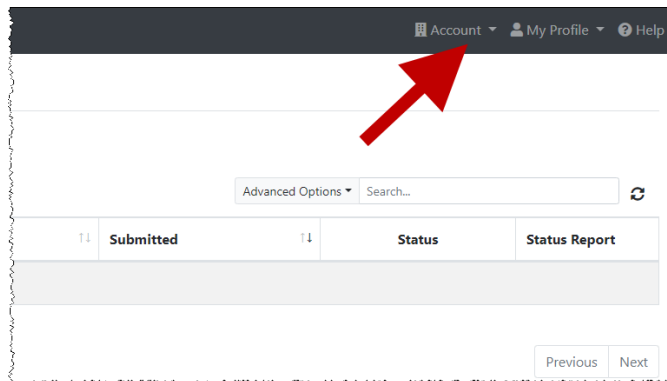 Account My Profile Help
Advanced Options Search...
Submitted Status Status Report
Previous Next